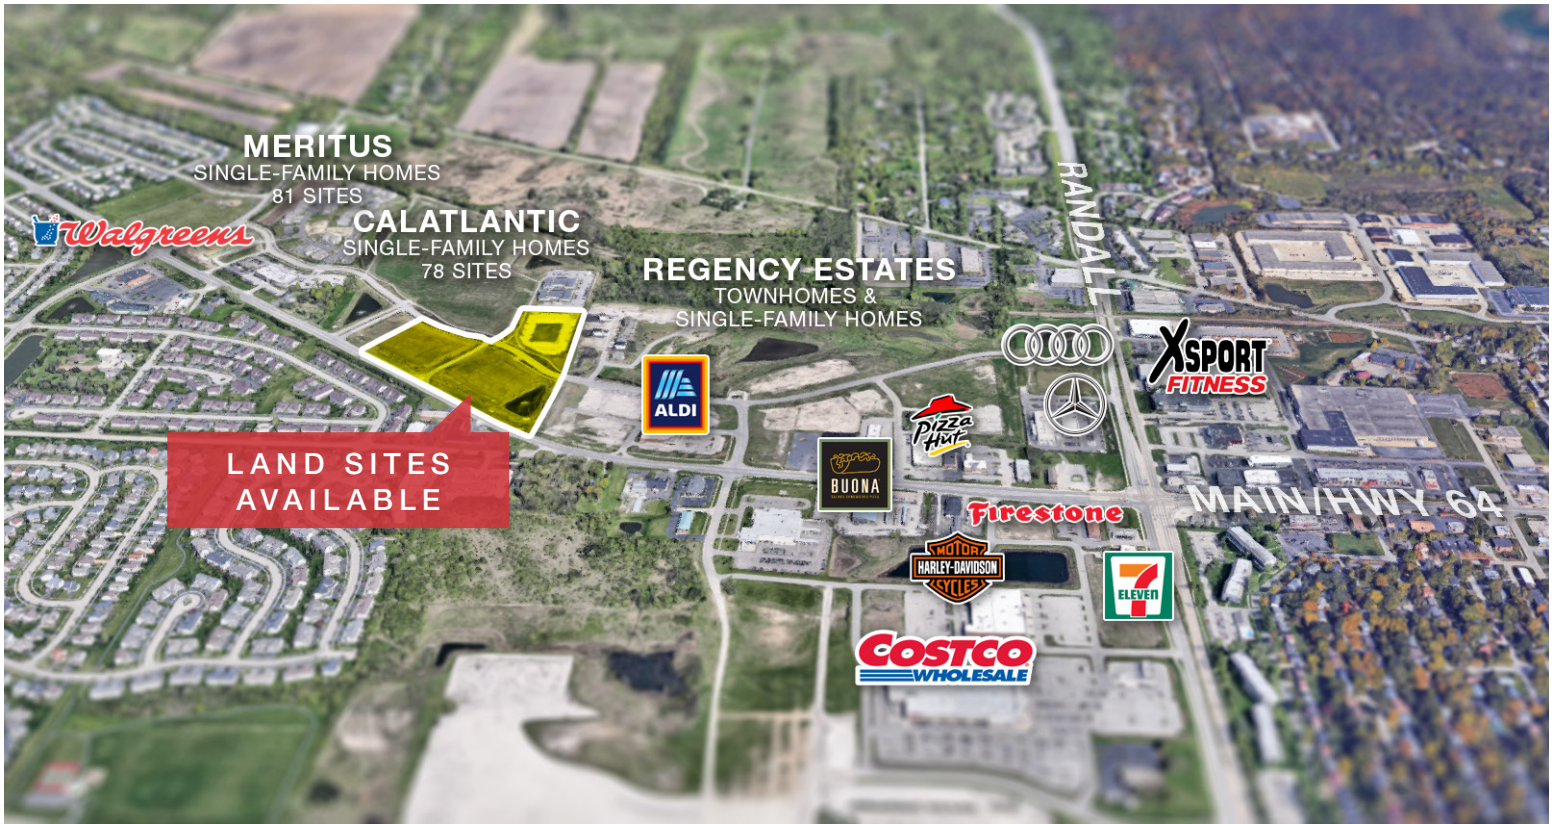 MERITUS
SINGLE-FAMILY HOMES
81 SITES
Walgreens
CALATLANTIC
SINGLE-FAMILY HOMES
78 SITES
REGENCY ESTATES
TOWNHOMES &
SINGLE-FAMILY HOMES
RANDALL
XSPORT
FITNESS
ALDI
Pizza
Hut
LAND SITES
AVAILABLE
BUONA
MAIN/HWY 64
Firestone
MOTOR
HARLEY-DAVIDSON
CYCLES
7
ELEVEN
COSTCO
WHOLESALE